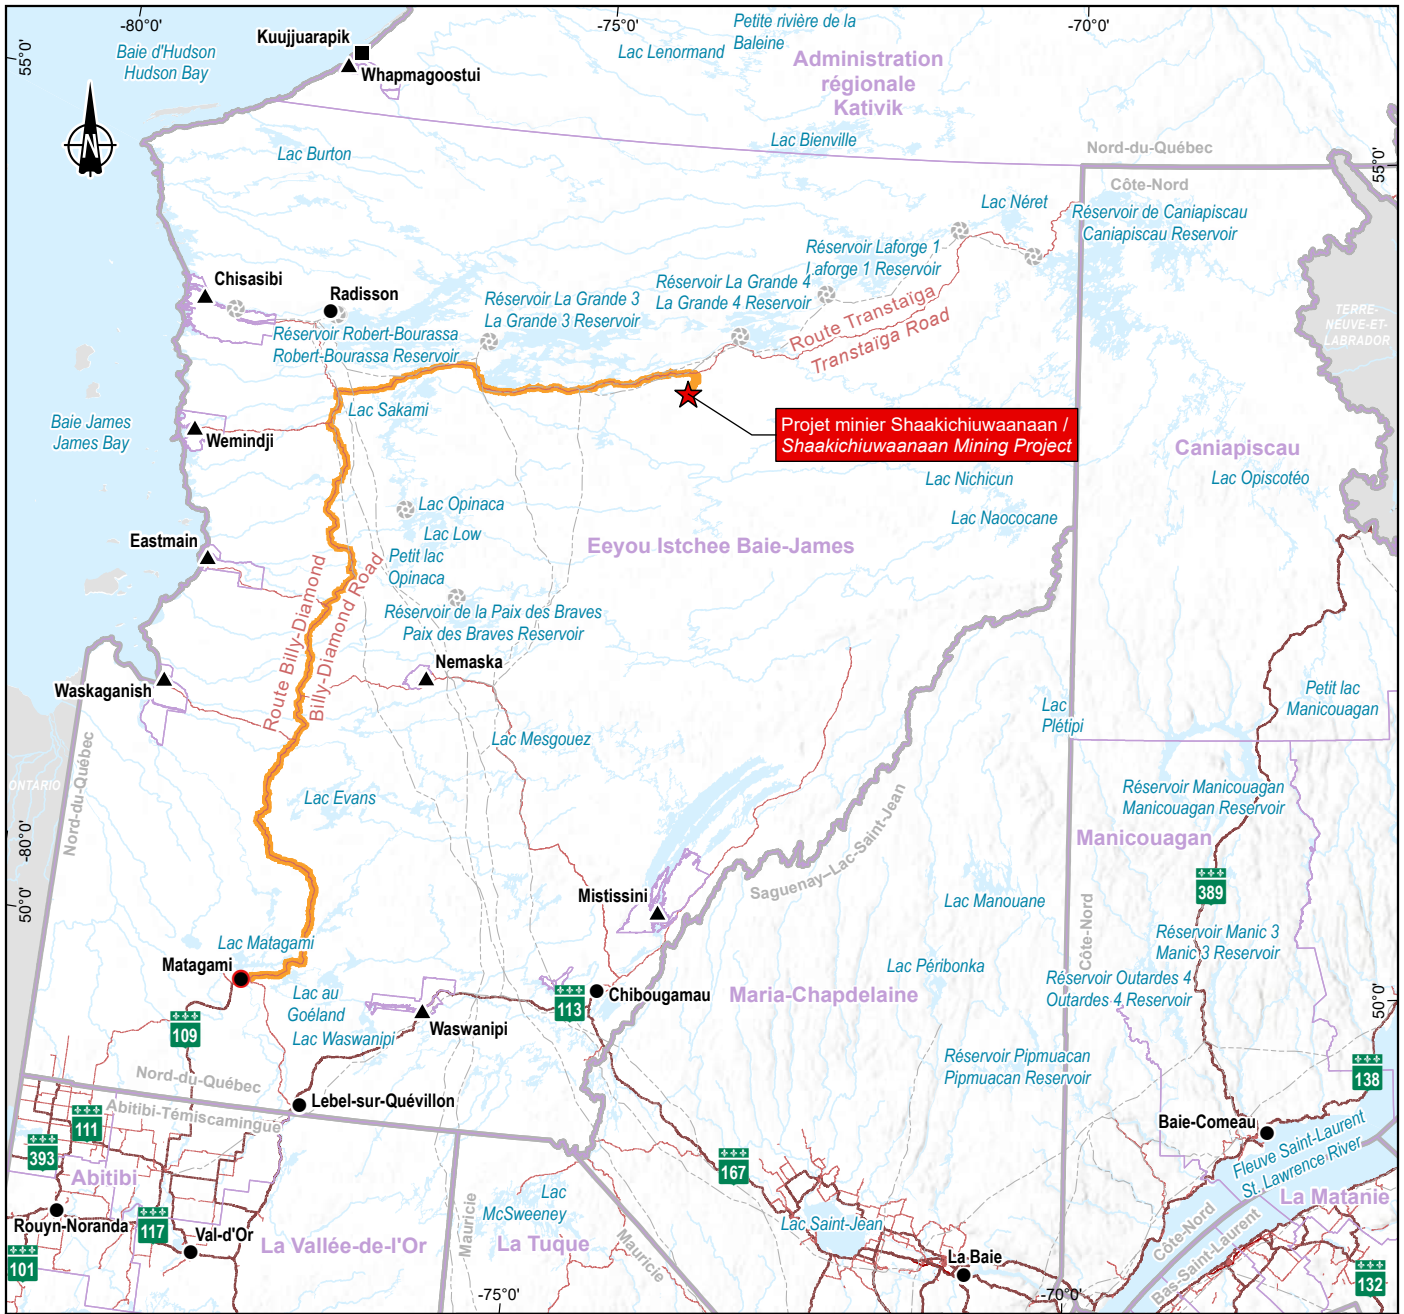 -80°0'
-75°0'
-70°0'
55°0'
Baie d'Hudson
Hudson Bay
Kuujjuarapik
Whapmagoostui
Lac Lenormand
Petite rivière de la
Baleine
Administration
régionale
Kativik
N
Lac Burton
Lac Bienville
Nord-du-Québec
Côte-Nord
55°0'
Lac Néret
Réservoir de Caniapiscau
Caniapiscau Reservoir
Réservoir Laforge 1
Laforge 1 Reservoir
Chisasibi
Radisson
Réservoir La Grande 3
La Grande 3 Reservoir
Réservoir La Grande 4
La Grande 4 Reservoir
Réservoir Robert-Bourassa
Robert-Bourassa Reservoir
Route Transtaïga
Transtaïga Road
TERRE-
NEUVE-ET-
LABRADOR
Lac Sakami
Baie James
James Bay
Wemindji
Projet minier Shaakichiuwaanaan /
Shaakichiuwaanaan Mining Project
Caniapiscau
Lac Nichicun
Lac Opiscotéo
Lac Opinaca
Lac Naococane
Lac Low
Petit lac
Opinaca
Eastmain
Eeyou Istchee Baie-James
Route Billy-Diamond
Billy-Diamond Road
Réservoir de la Paix des Braves
Paix des Braves Reservoir
Nemaska
Waskaganish
Petit lac
Manicouagan
Lac
Plétipi
Lac Mesgouez
Nord-du-Québec
ONTARIO
Lac Evans
Réservoir Manicouagan
Manicouagan Reservoir
-80°0'
Manicouagan
Saguenay–Lac-Saint-Jean
50°0'
Mistissini
389
Lac Manouane
Côte-Nord
Réservoir Manic 3
Manic 3 Reservoir
Lac Matagami
Matagami
Lac Péribonka
Réservoir Outardes 4
Outardes 4 Reservoir
Lac au
Goéland
113
Chibougamau
Maria-Chapdelaine
50°0'
109
Waswanipi
Lac Waswanipi
Réservoir Pipmuacan
Pipmuacan Reservoir
138
Nord-du-Québec
Abitibi-Témiscamingue
Lebel-sur-Quévillon
111
Baie-Comeau
393
Fleuve Saint-Laurent
St. Lawrence River
Abitibi
167
Lac
McSweeney
La Matanie
Rouyn-Noranda
117
Val-d'Or
La Vallée-de-l'Or
Mauricie
La Tuque
Mauricie
Lac Saint-Jean
Côte-Nord
Bas-Saint-Laurent
101
La Baie
132
-75°0'
-70°0'